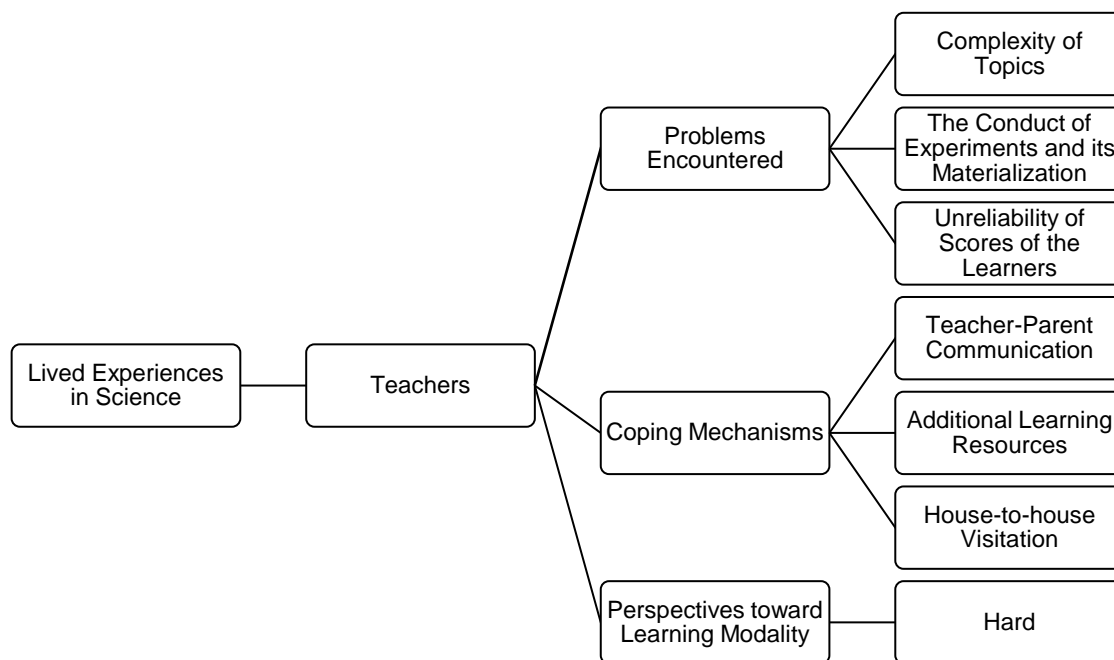 Complexity of
Topics
Problems
Encountered
The Conduct of
Experiments and its
Materialization
Unreliability of
Scores of the
Learners
Lived Experiences
in Science
Teachers
Teacher-Parent
Communication
Coping Mechanisms
Additional Learning
Resources
House-to-house
Visitation
Perspectives toward
Learning Modality
Hard